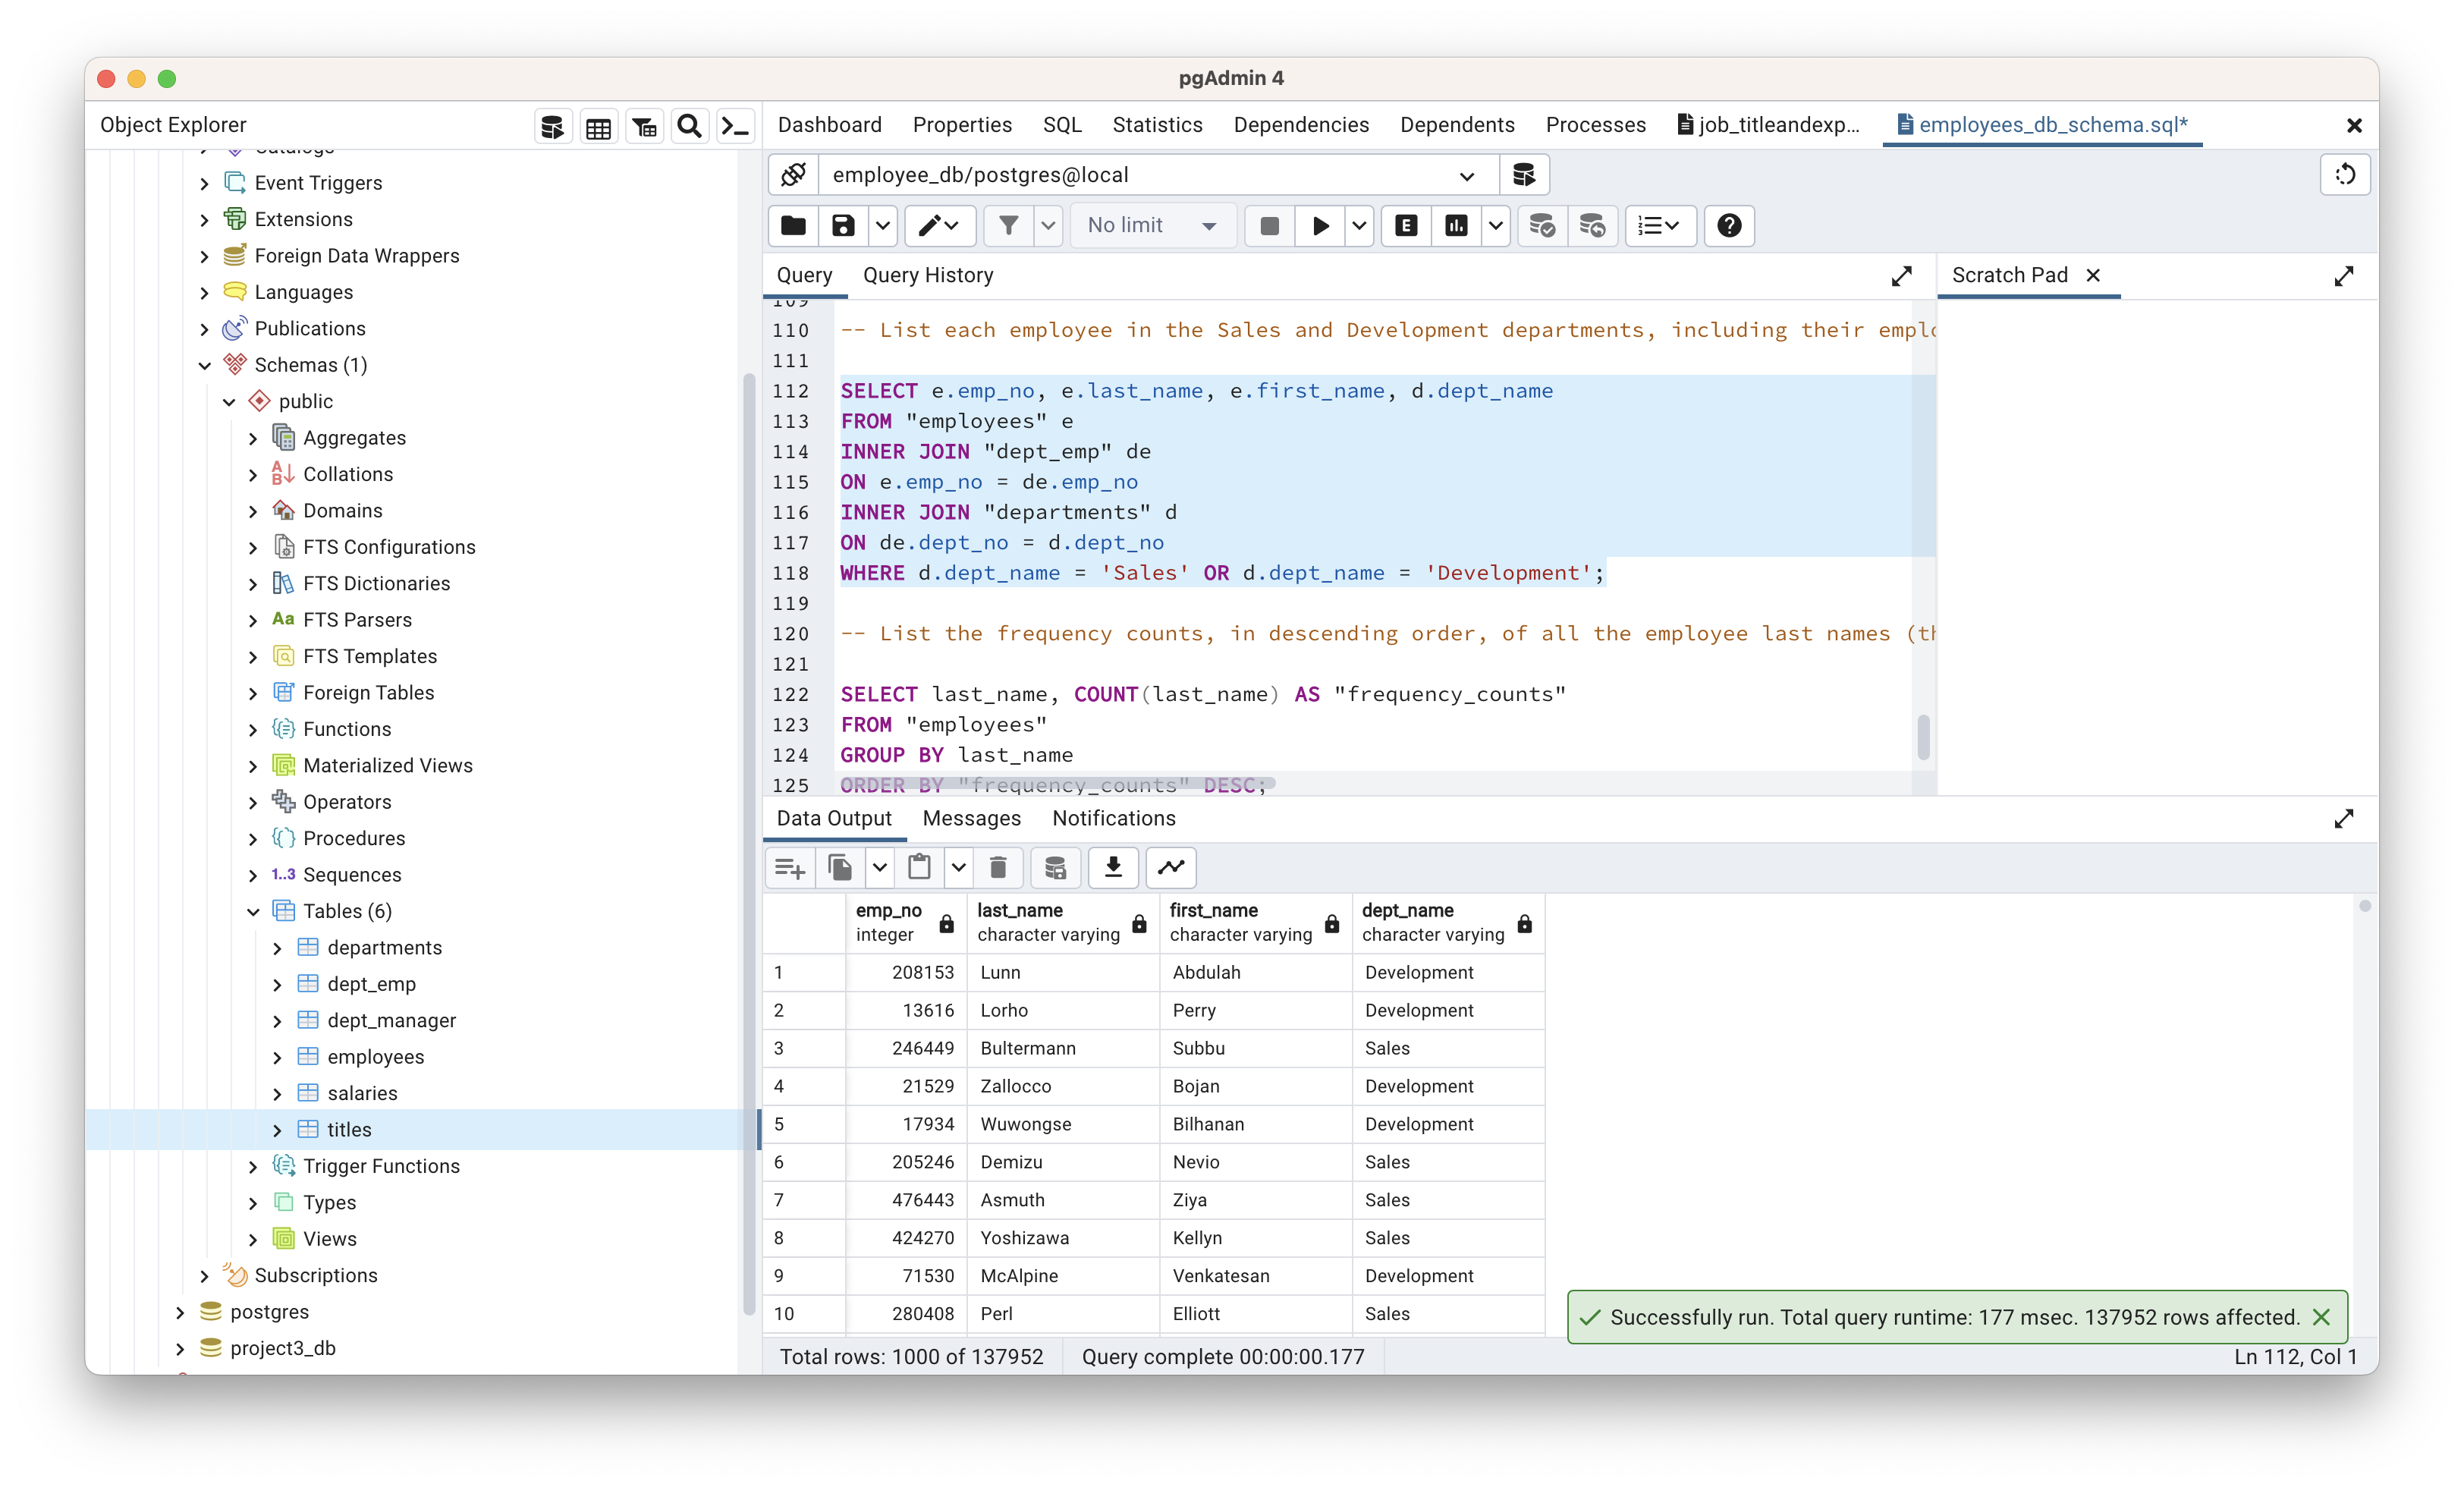 pgAdmin 4
Object Explorer
Dashboard Properties SQL Statistics Dependencies Dependents Processes job_titleandexp... employees_db_schema.sql*
Catalogs
Event Triggers
Extensions
Foreign Data Wrappers
Languages
Publications
Schemas (1)
public
Aggregates
Collations
Domains
FTS Configurations
FTS Dictionaries
Aa FTS Parsers
FTS Templates
Foreign Tables
Functions
Materialized Views
Operators
Procedures
1..3 Sequences
Tables (6)
departments
dept_emp
dept_manager
employees
salaries
titles
Trigger Functions
Types
Views
Subscriptions
postgres
project3_db
employee_db/postgres@local
No limit
E
Query Query History
Scratch Pad
109
110 -- List each employee in the Sales and Development departments, including their emplo
111
112 SELECT e.emp_no, e.last_name, e.first_name, d.dept_name
113 FROM "employees" e
114 INNER JOIN "dept_emp" de
115 ON e.emp_no = de.emp_no
116 INNER JOIN "departments" d
117 ON de.dept_no = d.dept_no
118 WHERE d.dept_name = 'Sales' OR d.dept_name = 'Development';
119
120 -- List the frequency counts, in descending order, of all the employee last names (th
121
122 SELECT last_name, COUNT(last_name) AS "frequency_counts"
123 FROM "employees"
124 GROUP BY last_name
125 ORDER BY "frequency_counts" DESC;
Data Output Messages Notifications
emp_no last_name first_name dept_name
integer character varying character varying character varying
1 208153 Lunn Abdulah Development
2 13616 Lorho Perry Development
3 246449 Bultermann Subbu Sales
4 21529 Zallocco Bojan Development
5 17934 Wuwongse Bilhanan Development
6 205246 Demizu Nevio Sales
7 476443 Asmuth Ziya Sales
8 424270 Yoshizawa Kellyn Sales
9 71530 McAlpine Venkatesan Development
10 280408 Perl Elliott Sales
Successfully run. Total query runtime: 177 msec. 137952 rows affected.
Total rows: 1000 of 137952 Query complete 00:00:00.177 Ln 112, Col 1